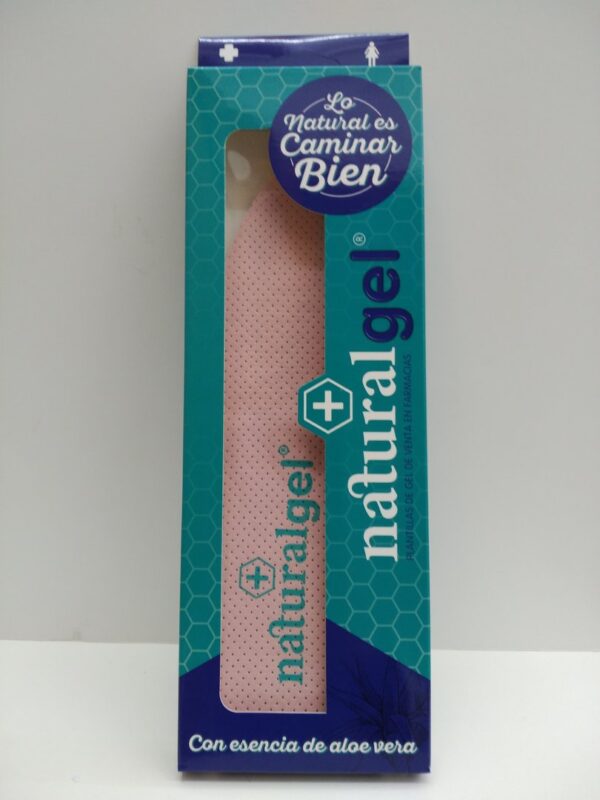 Lo
Natural es
Caminar
Bien
naturalgel®
PLANTILLAS DE GEL DE VENTA EN FARMACIAS
naturalgel®
Con esencia de aloe vera